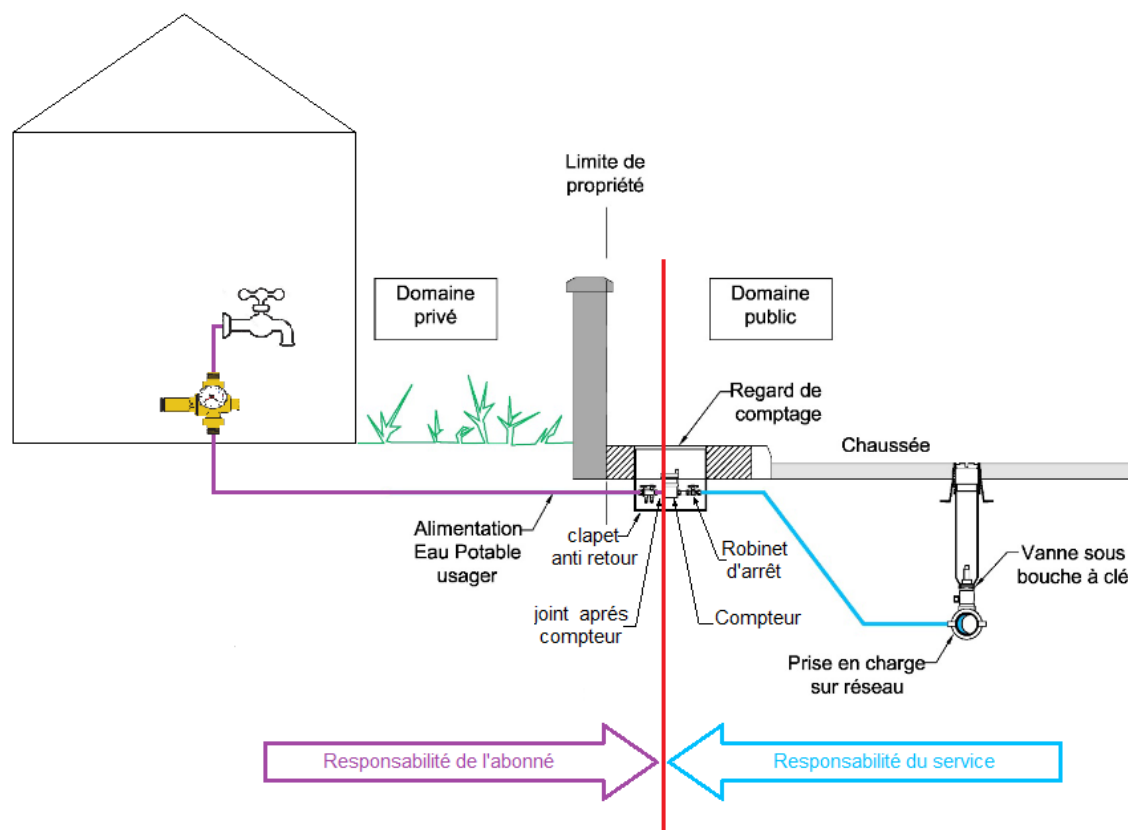 Limite de
propriété
Domaine
privé
Domaine
public
Regard de
comptage
Chaussée
Alimentation
Eau Potable
usager
clapet
anti retour
Robinet
d'arrêt
Vanne sous
bouche à clé
joint aprés
compteur
Compteur
Prise en charge
sur réseau
Responsabilité de l'abonné
Responsabilité du service